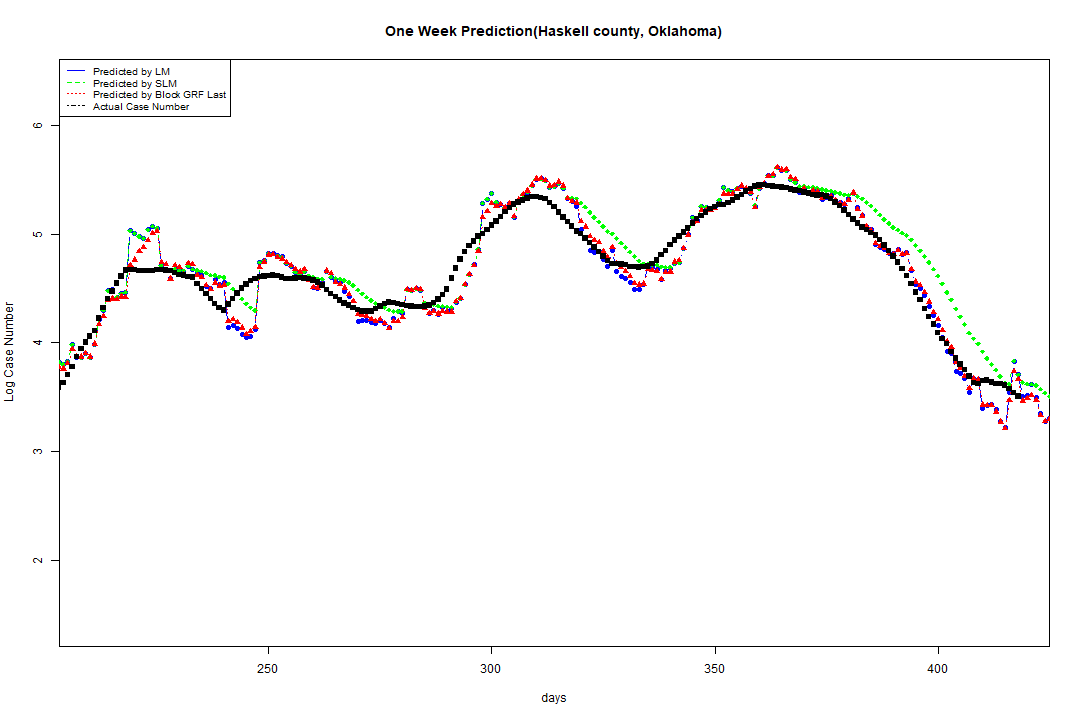 One Week Prediction(Haskell county, Oklahoma)
Predicted by LM
Predicted by SLM
Predicted by Block GRF Last
Actual Case Number
6
5
4
3
2
Log Case Number
250 300 350 400
days